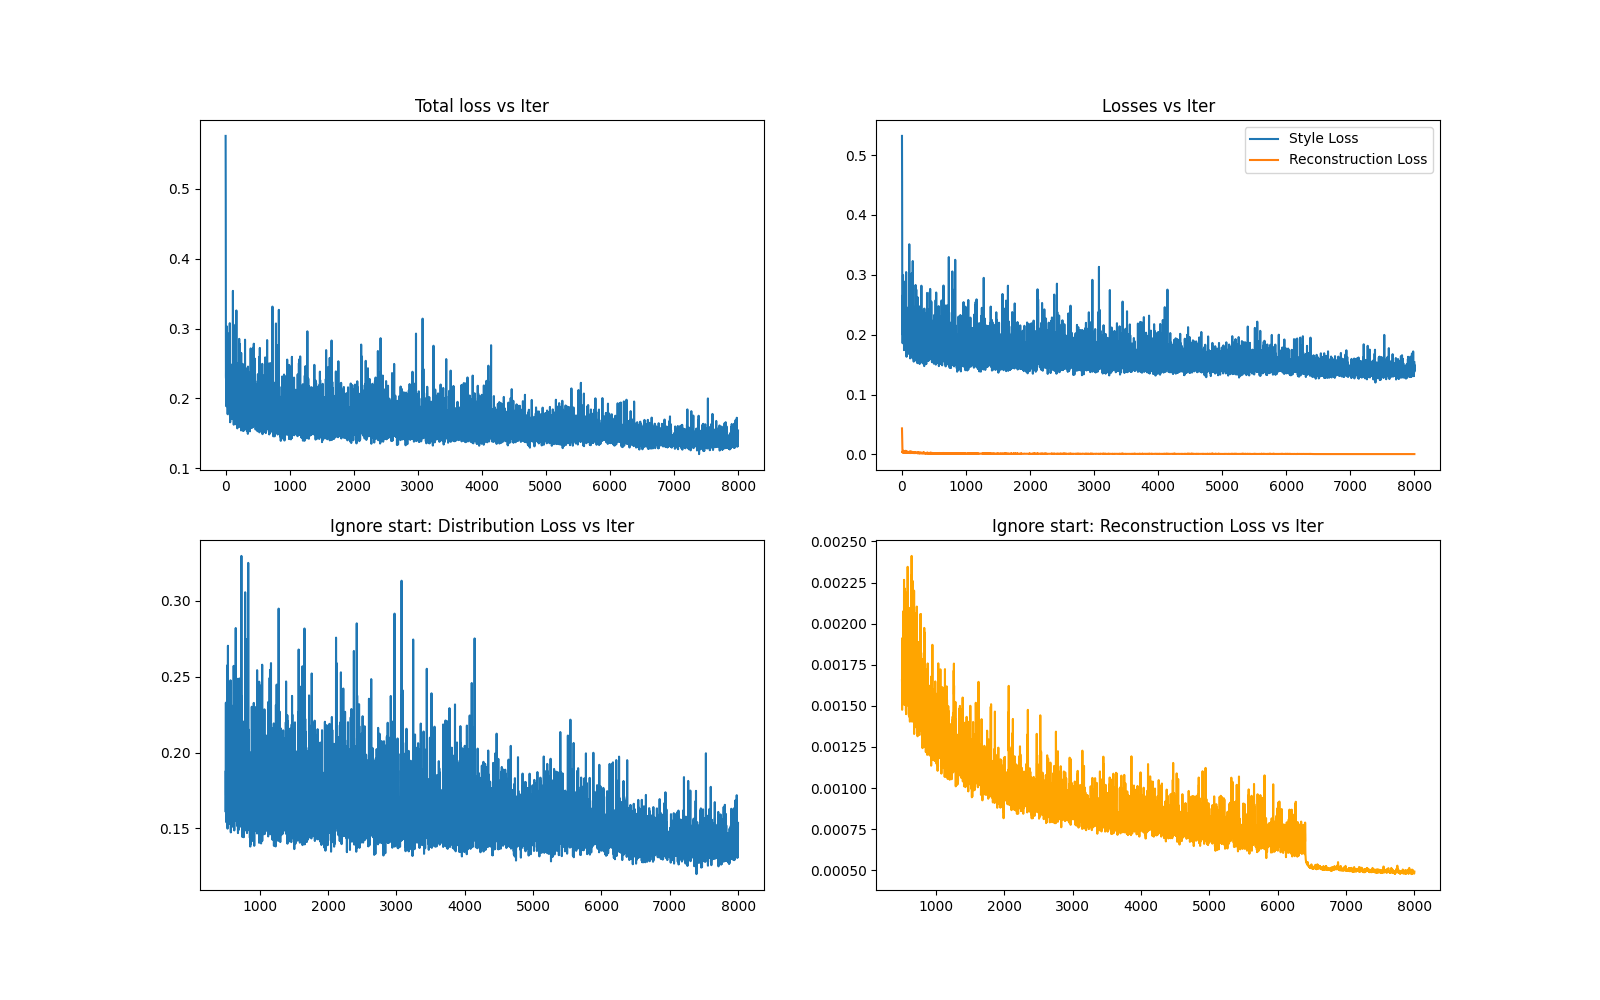 Total loss vs Iter
0.5
0.4
0.3
0.2
0.1
0 1000 2000 3000 4000 5000 6000 7000 8000
Losses vs Iter
Style Loss
Reconstruction Loss
0.5
0.4
0.3
0.2
0.1
0.0
0 1000 2000 3000 4000 5000 6000 7000 8000
Ignore start: Distribution Loss vs Iter
0.30
0.25
0.20
0.15
1000 2000 3000 4000 5000 6000 7000 8000
Ignore start: Reconstruction Loss vs Iter
0.00250
0.00225
0.00200
0.00175
0.00150
0.00125
0.00100
0.00075
0.00050
1000 2000 3000 4000 5000 6000 7000 8000